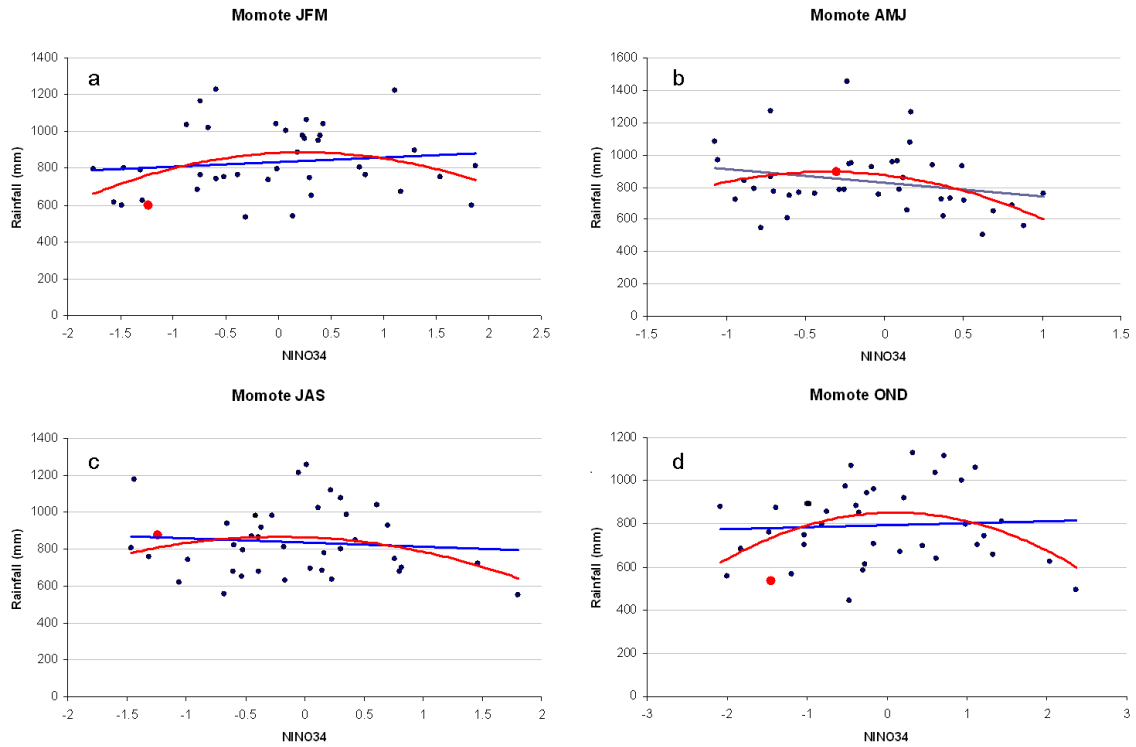 Momote JFM
a
Rainfall (mm)
1400
1200
1000
800
600
400
200
0
-2 -1.5 -1 -0.5 0 0.5 1 1.5 2 2.5
NINO34
Momote AMJ
b
Rainfall (mm)
1600
1400
1200
1000
800
600
400
200
0
-1.5 -1 -0.5 0 0.5 1 1.5
NINO34
Momote JAS
c
Rainfall (mm)
1400
1200
1000
800
600
400
200
0
-2 -1.5 -1 -0.5 0 0.5 1 1.5 2
NINO34
Momote OND
d
Rainfall (mm)
1200
1000
800
600
400
200
0
-3 -2 -1 0 1 2 3
NINO34